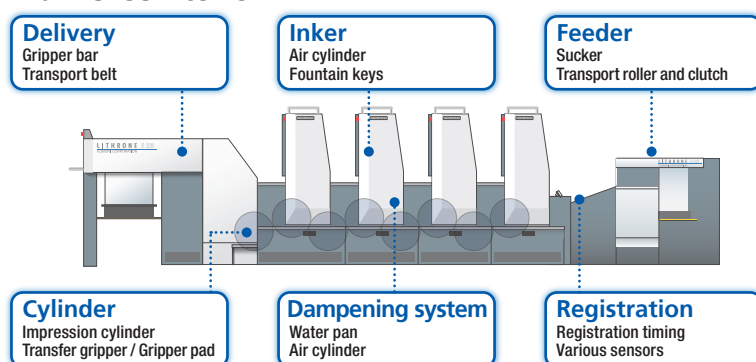 Delivery
Gripper bar
Transport belt
Inker
Air cylinder
Fountain keys
Feeder
Sucker
Transport roller and clutch
LITHRONE
Cylinder
Impression cylinder
Transfer gripper / Gripper pad
Dampening system
Water pan
Air cylinder
Registration
Registration timing
Various sensors